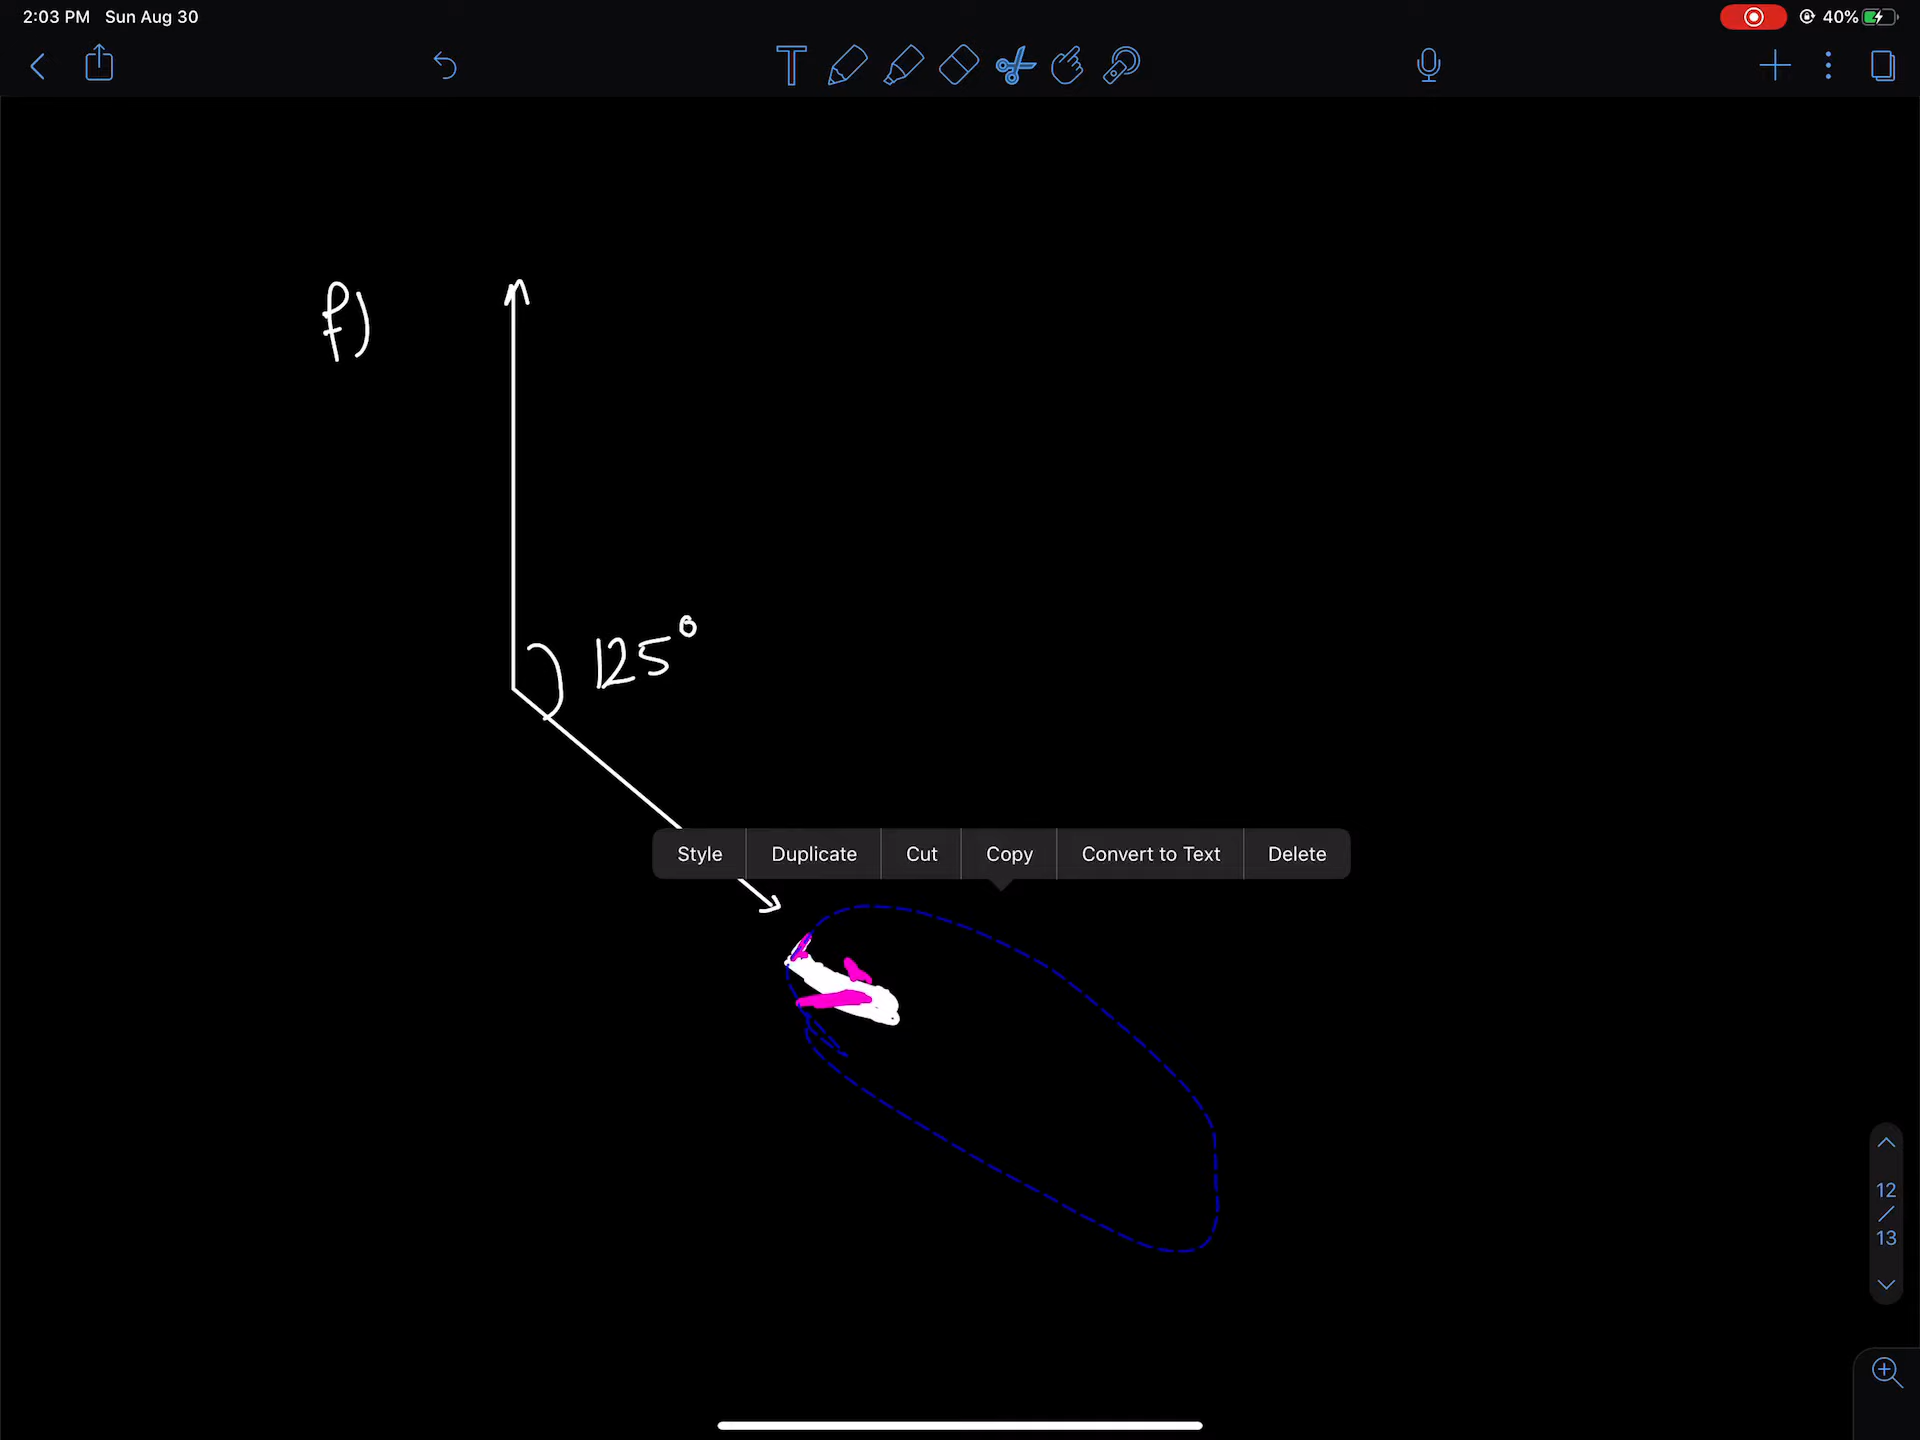 2:03 PM Sun Aug 30
40%
T
f)
125°
Style Duplicate Cut Copy Convert to Text Delete
12
/
13